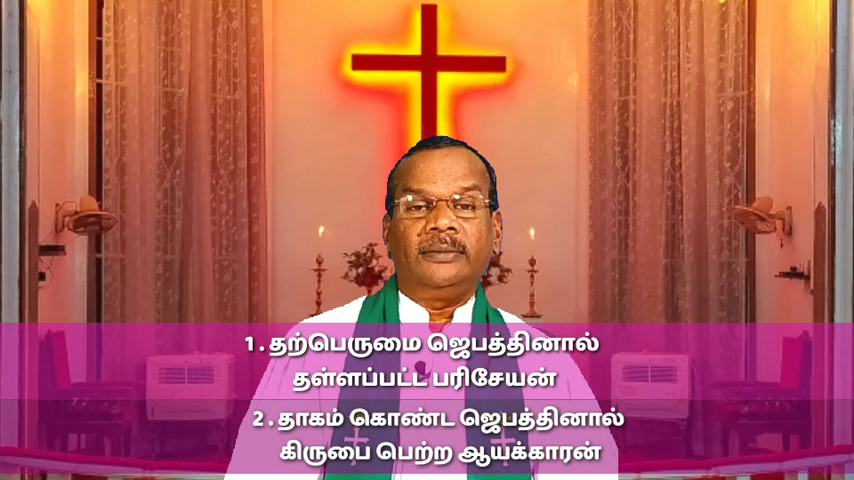 1 . தற்பெருமை ஜெபத்தினால்
தள்ளப்பட்ட பரிசேயன்
2 . தாகம் கொண்ட ஜெபத்தினால்
கிருபை பெற்ற ஆயக்காரன்